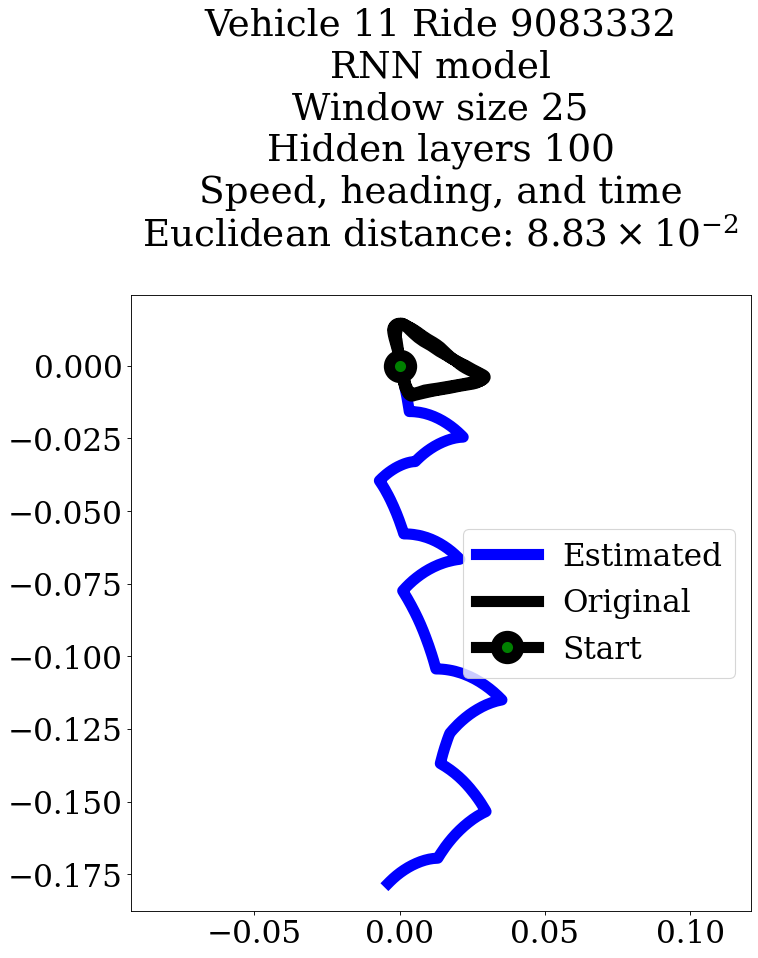 Vehicle 11 Ride 9083332
RNN model
Window size 25
Hidden layers 100
Speed, heading, and time
Euclidean distance: 8.83 × 10⁻²
0.000
−0.025
−0.050
−0.075
−0.100
−0.125
−0.150
−0.175
Estimated
Original
Start
−0.05
0.00
0.05
0.10